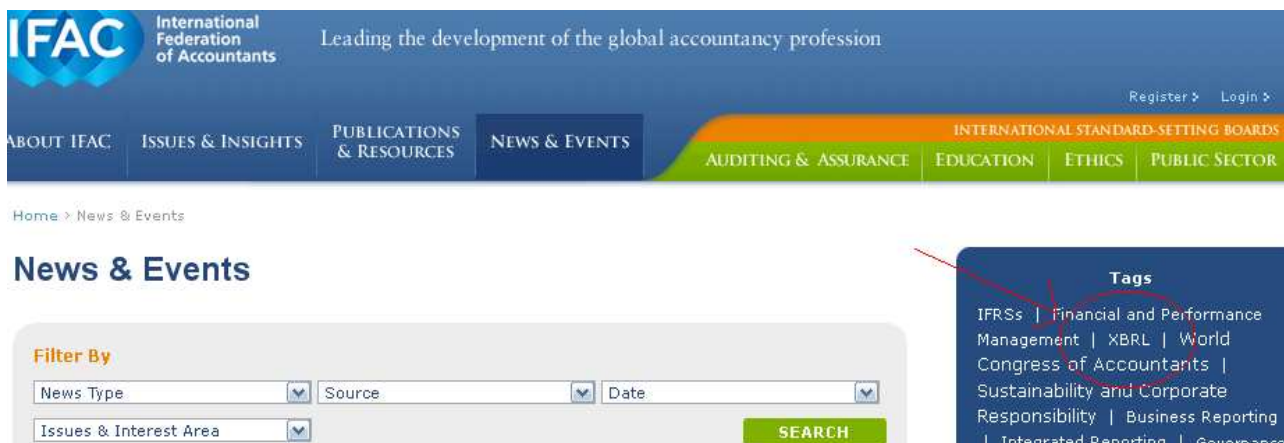 IFAC
International
Federation
of Accountants
Leading the development of the global accountancy profession
Register > Login >
ABOUT IFAC
ISSUES & INSIGHTS
PUBLICATIONS
& RESOURCES
NEWS & EVENTS
INTERNATIONAL STANDARD-SETTING BOARDS
AUDITING & ASSURANCE
EDUCATION
ETHICS
PUBLIC SECTOR
Home > News & Events
News & Events
Filter By
News Type
Source
Date
Issues & Interest Area
SEARCH
Tags
IFRSs | Financial and Performance
Management | XBRL | World
Congress of Accountants |
Sustainability and Corporate
Responsibility | Business Reporting
| Integrated Reporting | Governance